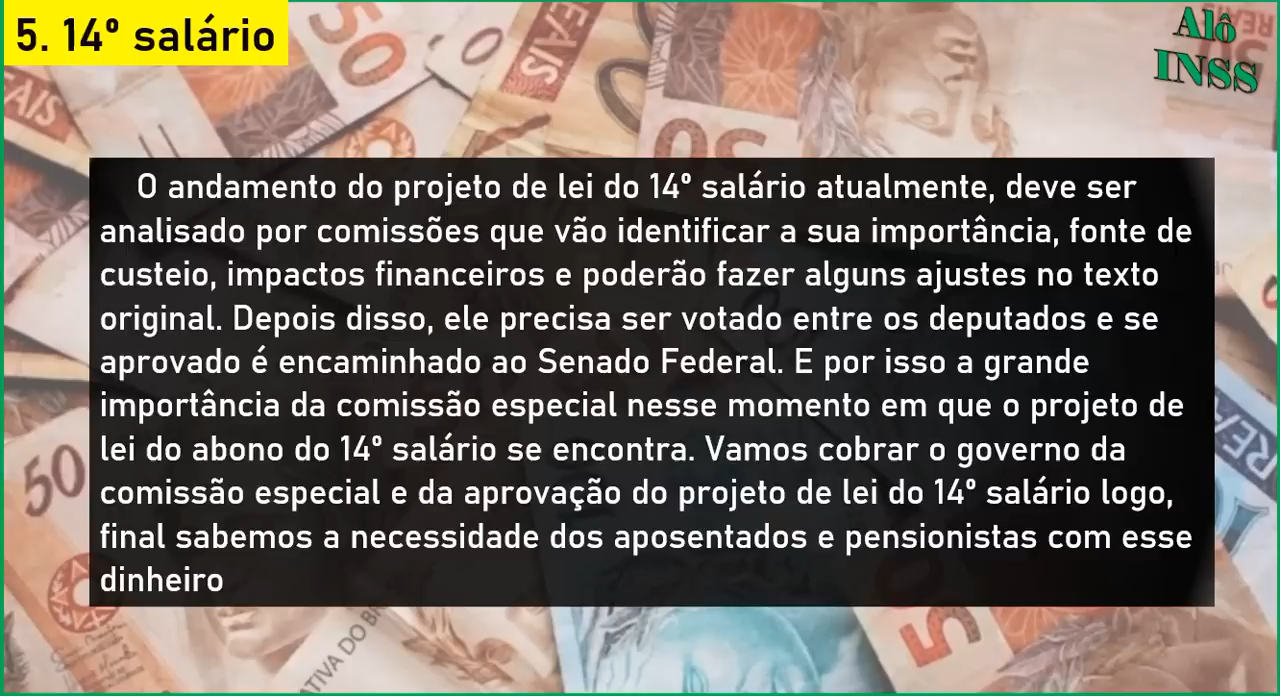 5. 14º salário
Alô
INSS
O andamento do projeto de lei do 14º salário atualmente, deve ser
analisado por comissões que vão identificar a sua importância, fonte de
custeio, impactos financeiros e poderão fazer alguns ajustes no texto
original. Depois disso, ele precisa ser votado entre os deputados e se
aprovado é encaminhado ao Senado Federal. E por isso a grande
importância da comissão especial nesse momento em que o projeto de
lei do abono do 14º salário se encontra. Vamos cobrar o governo da
comissão especial e da aprovação do projeto de lei do 14º salário logo,
final sabemos a necessidade dos aposentados e pensionistas com esse
dinheiro
50
50
50
50